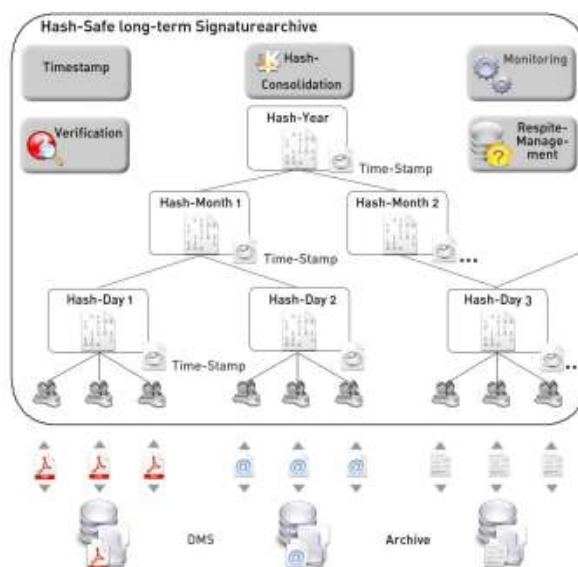 Hash-Safe long-term Signaturearchive
Timestamp
Hash-
Consolidation
Monitoring
Hash-Year
Verification
Respite-
Manage-
ment
Time-Stamp
Hash-Month 1
Hash-Month 2
Time-Stamp
...
Hash-Day 1
Hash-Day 2
Hash-Day 3
Time-Stamp
...
@
@
@
DMS
Archive
@